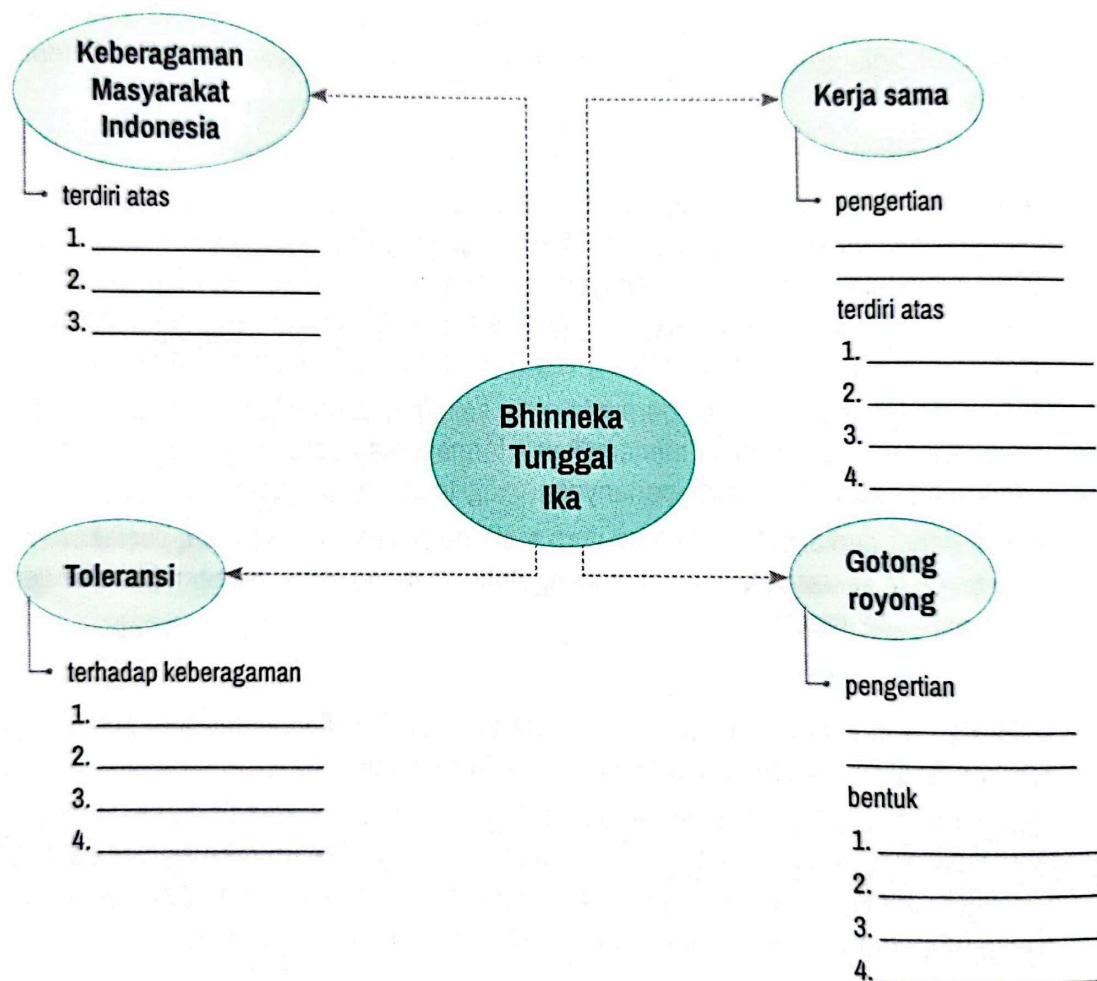 Keberagaman
Masyarakat
Indonesia
terdiri atas
1.
2.
3.
Kerja sama
pengertian
terdiri atas
1.
2.
3.
4.
Bhinneka
Tunggal
Ika
Toleransi
terhadap keberagaman
1.
2.
3.
4.
Gotong
royong
pengertian
bentuk
1.
2.
3.
4.